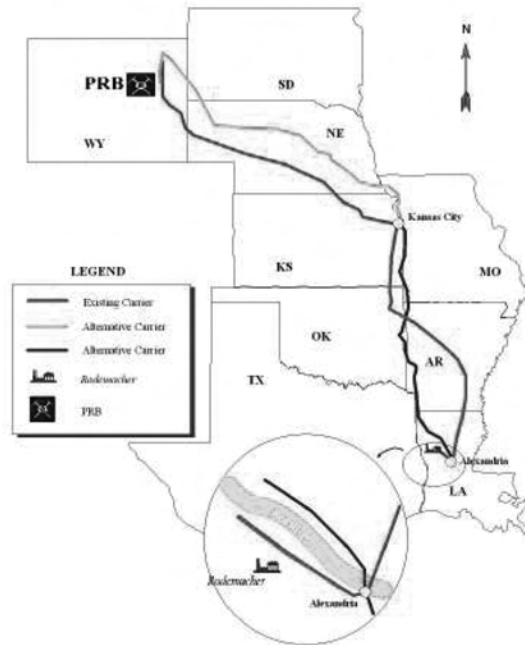 N
PRB
SD
NE
WY
Kansas City
KS
MO
LEGEND
Existing Carrier
Alternative Carrier
Alternative Carrier
Rodemacher
PRB
OK
AR
TX
Alexandria
LA
Rodemacher
Alexandria